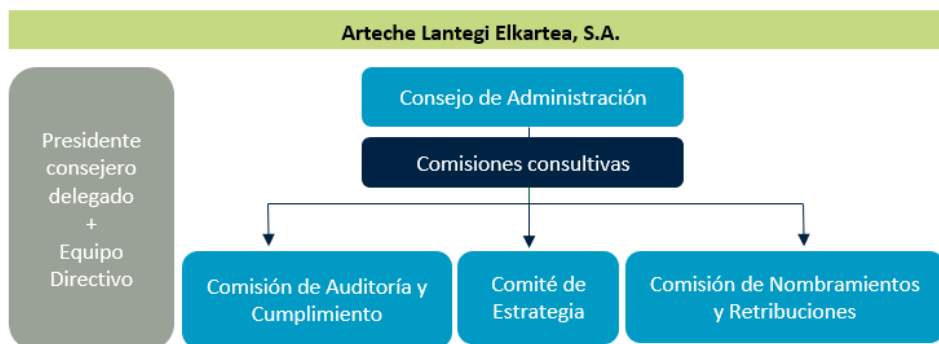 Arteche Lantegi Elkartea, S.A.
Presidente
consejero
delegado
+
Equipo
Directivo
Consejo de Administración
Comisiones consultivas
Comisión de Auditoría y
Cumplimiento
Comité de
Estrategia
Comisión de Nombramientos
y Retribuciones